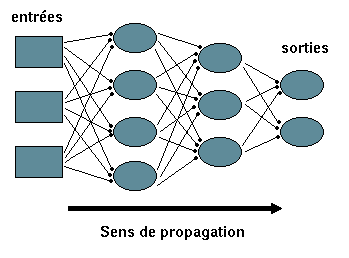 entrées
sorties
Sens de propagation